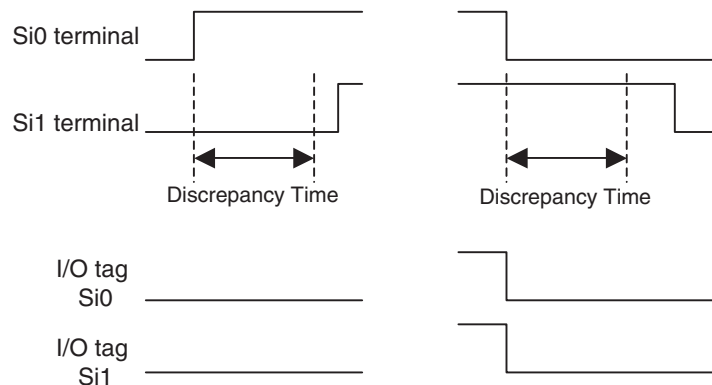 Si0 terminal
Si1 terminal
Discrepancy Time
Discrepancy Time
I/O tag
Si0
I/O tag
Si1